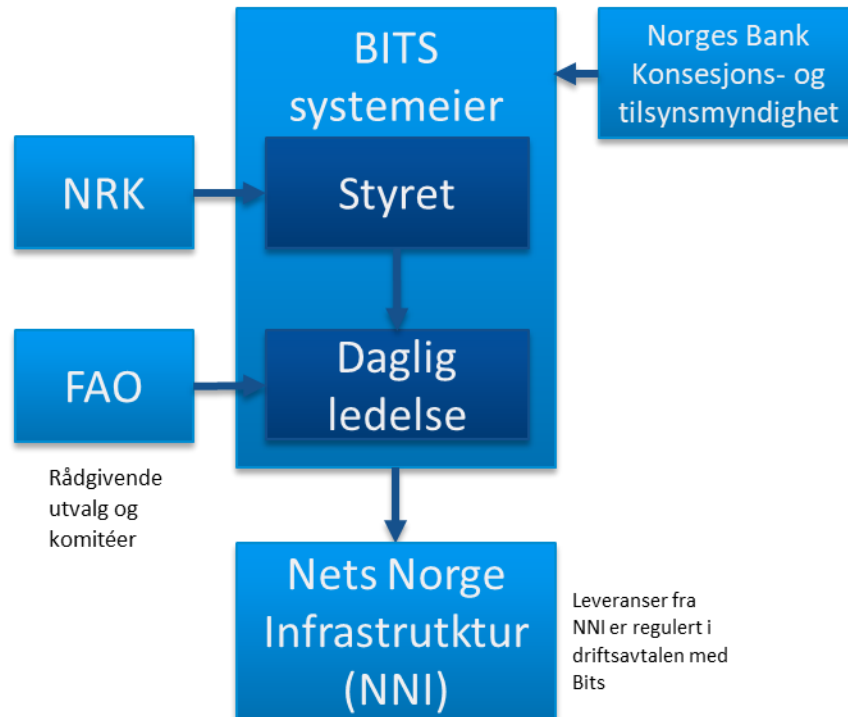 BITS
systemeier
Norges Bank
Konsesjons- og
tilsynsmyndighet
NRK
Styret
FAO
Daglig
ledelse
Rådgivende
utvalg og
komitéer
Nets Norge
Infrastrutktur
(NNI)
Leveranser fra
NNI er regulert i
driftsavtalen med
Bits